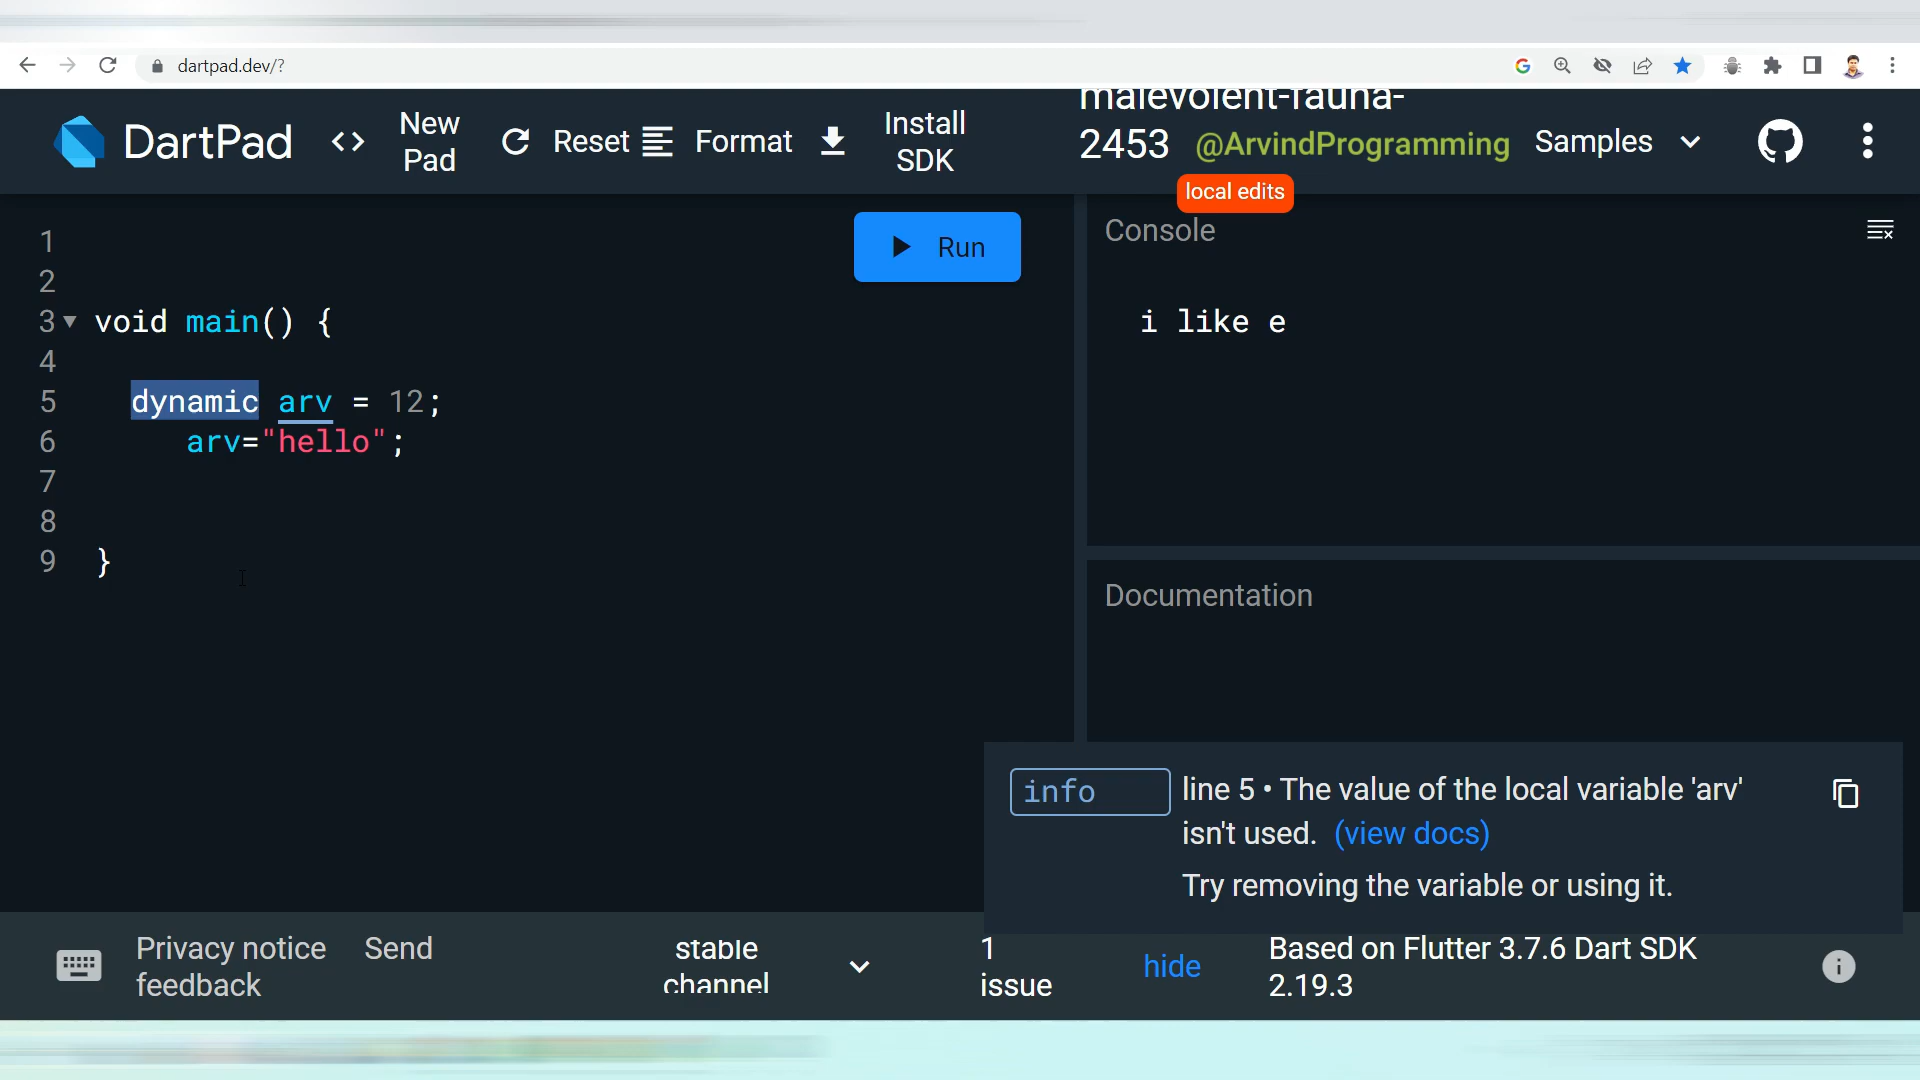 dartpad.dev/?
DartPad
<>
New
Pad
Reset
Format
Install
SDK
malevolent-fauna-
2453
@ArvindProgramming
Samples
local edits
1
2
3 void main() {
4
5 dynamic arv = 12;
6 arv="hello";
7
8
9 }
Run
Console
i like e
Documentation
info
line 5 • The value of the local variable 'arv'
isn't used. (view docs)
Try removing the variable or using it.
Privacy notice
Send
feedback
stable
channel
1
issue
hide
Based on Flutter 3.7.6 Dart SDK
2.19.3